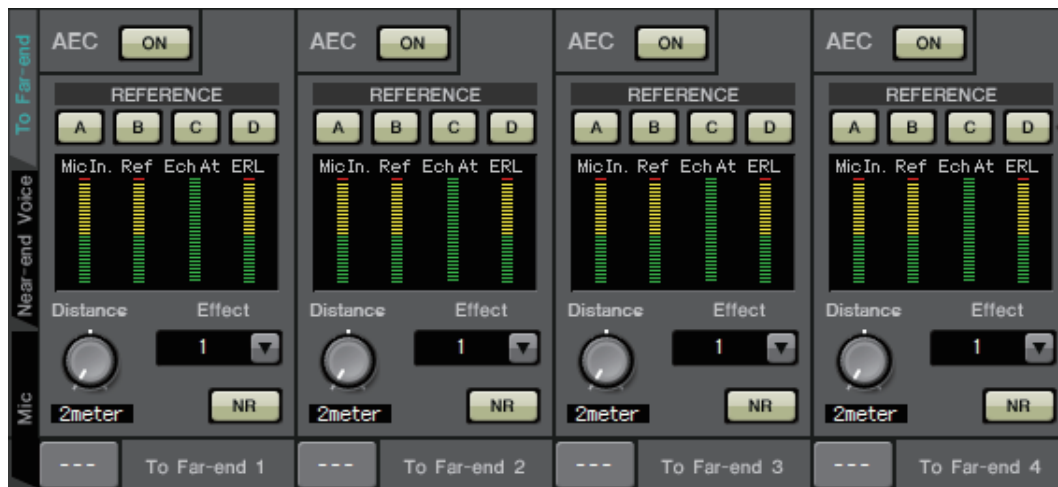 To Far-end
Near-end Voice
Mic
AEC ON
REFERENCE
A B C D
MicIn. Ref EchAt ERL
Distance Effect
1
2meter NR
--- To Far-end 1
AEC ON
REFERENCE
A B C D
MicIn. Ref EchAt ERL
Distance Effect
1
2meter NR
--- To Far-end 2
AEC ON
REFERENCE
A B C D
MicIn. Ref EchAt ERL
Distance Effect
1
2meter NR
--- To Far-end 3
AEC ON
REFERENCE
A B C D
MicIn. Ref EchAt ERL
Distance Effect
1
2meter NR
--- To Far-end 4